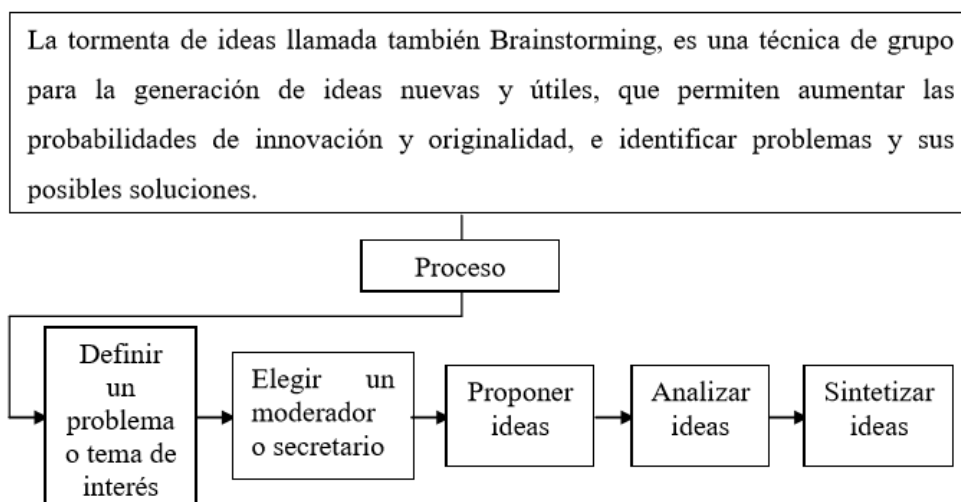 La tormenta de ideas llamada también Brainstorming, es una técnica de grupo
para la generación de ideas nuevas y útiles, que permiten aumentar las
probabilidades de innovación y originalidad, e identificar problemas y sus
posibles soluciones.
Proceso
Definir
un
problema
o tema de
interés
Elegir un
moderador
o secretario
Proponer
ideas
Analizar
ideas
Sintetizar
ideas